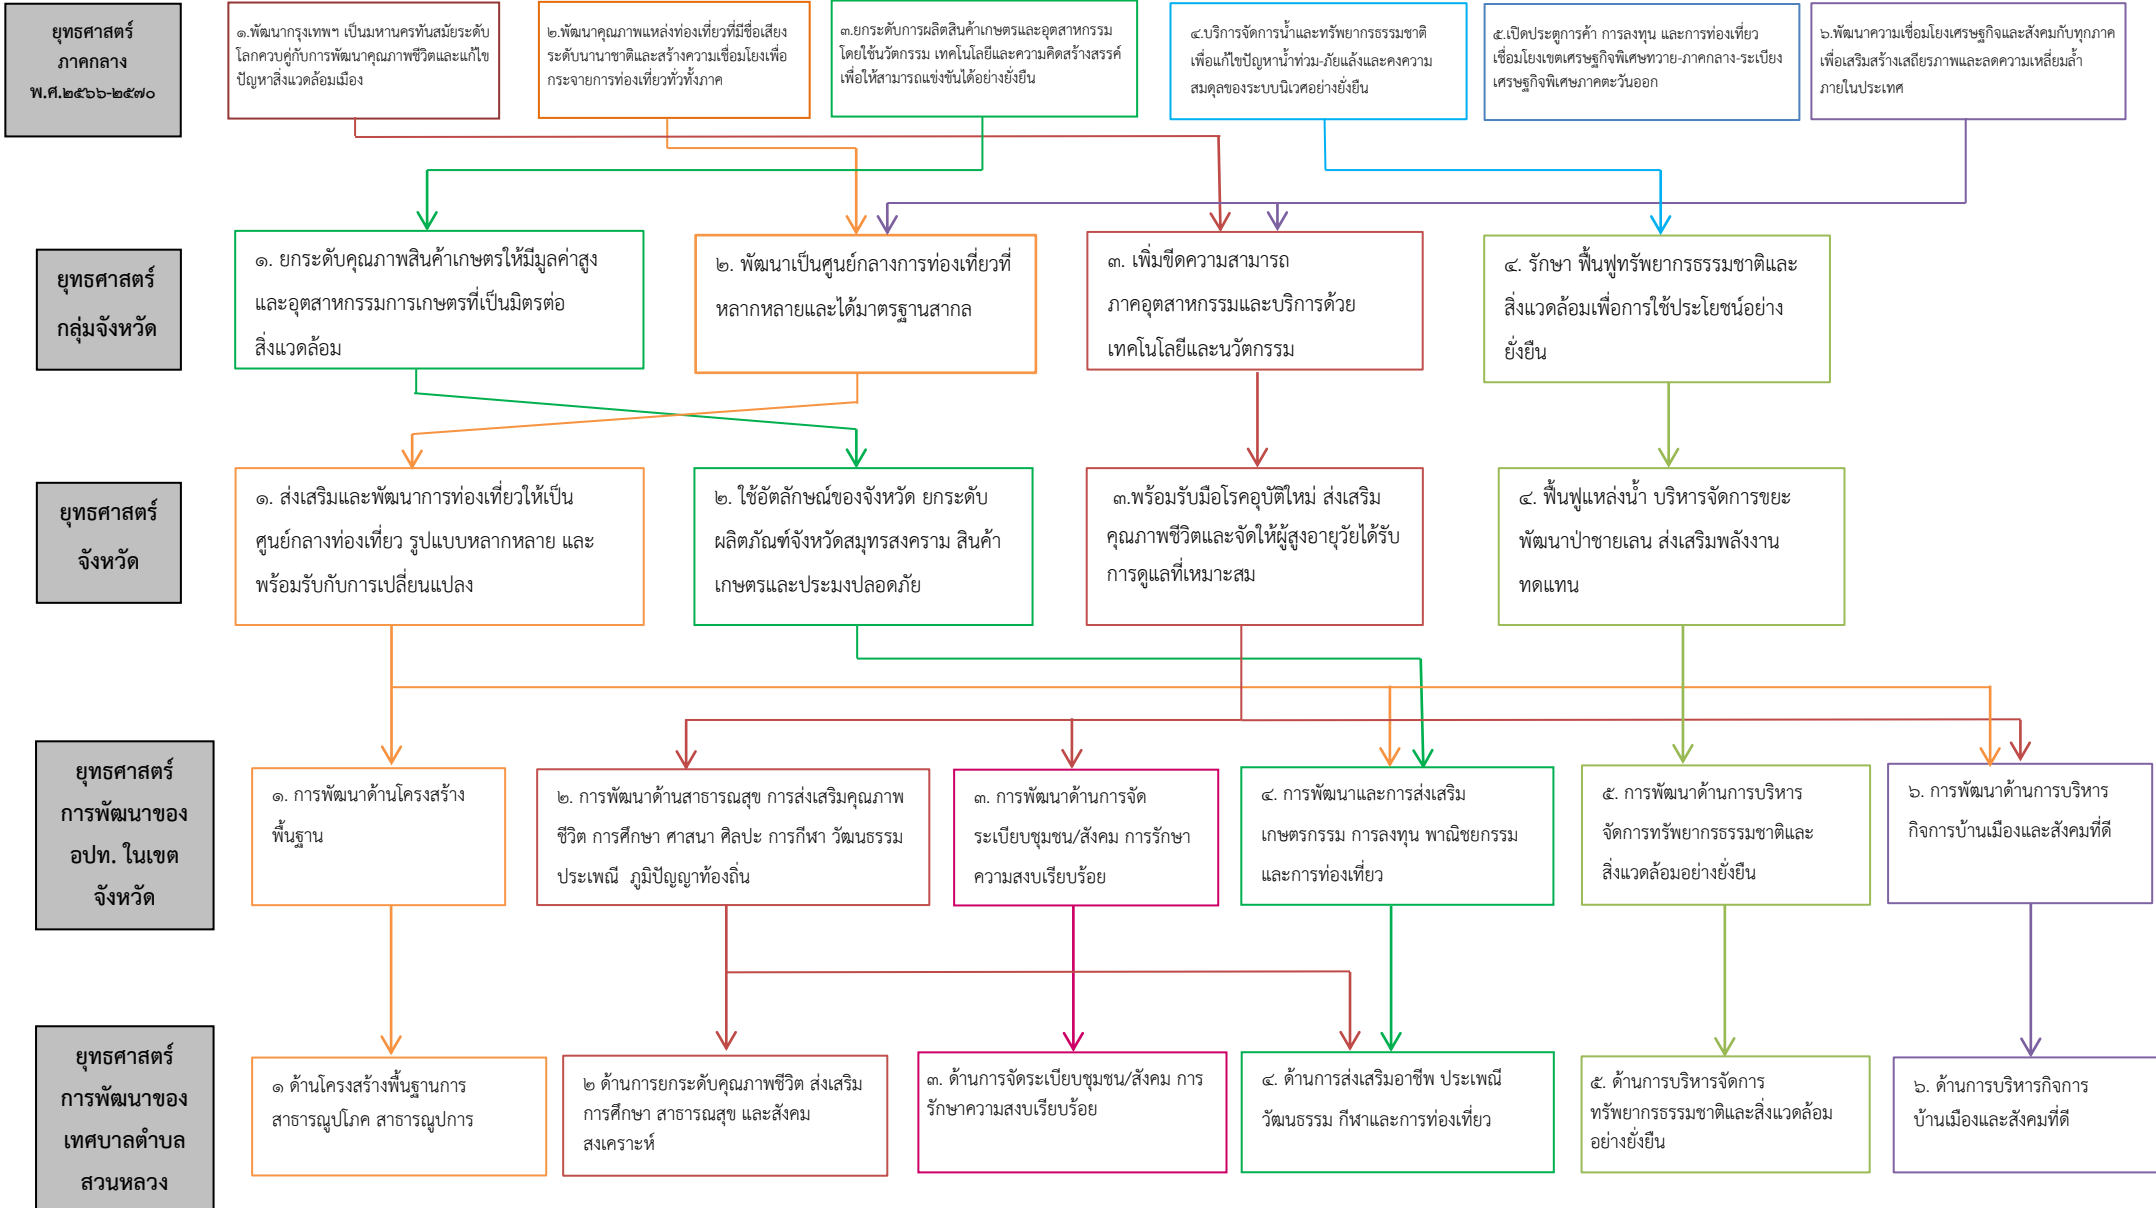 ยุทธศาสตร์
ภาคกลาง
พ.ศ.๒๕๖๖-๒๕๗๐
๑.พัฒนากรุงเทพฯ เป็นมหานครทันสมัยระดับ
โลกควบคู่กับการพัฒนาคุณภาพชีวิตและแก้ไข
ปัญหาสิ่งแวดล้อมเมือง
๒.พัฒนาคุณภาพแหล่งท่องเที่ยวที่มีชื่อเสียง
ระดับนานาชาติและสร้างความเชื่อมโยงเพื่อ
กระจายการท่องเที่ยวทั่วทั้งภาค
๓.ยกระดับการผลิตสินค้าเกษตรและอุตสาหกรรม
โดยใช้นวัตกรรม เทคโนโลยีและความคิดสร้างสรรค์
เพื่อให้สามารถแข่งขันได้อย่างยั่งยืน
๔.บริการจัดการน้ำและทรัพยากรธรรมชาติ
เพื่อแก้ไขปัญหาน้ำท่วม-ภัยแล้งและคงความ
สมดุลของระบบนิเวศอย่างยั่งยืน
๕.เปิดประตูการค้า การลงทุน และการท่องเที่ยว
เชื่อมโยงเขตเศรษฐกิจพิเศษทวาย-ภาคกลาง-ระเบียง
เศรษฐกิจพิเศษภาคตะวันออก
๖.พัฒนาความเชื่อมโยงเศรษฐกิจและสังคมกับทุกภาค
เพื่อเสริมสร้างเสถียรภาพและลดความเหลี่ยมล้ำ
ภายในประเทศ
ยุทธศาสตร์
กลุ่มจังหวัด
๑. ยกระดับคุณภาพสินค้าเกษตรให้มีมูลค่าสูง
และอุตสาหกรรมการเกษตรที่เป็นมิตรต่อ
สิ่งแวดล้อม
๒. พัฒนาเป็นศูนย์กลางการท่องเที่ยวที่
หลากหลายและได้มาตรฐานสากล
๓. เพิ่มขีดความสามารถ
ภาคอุตสาหกรรมและบริการด้วย
เทคโนโลยีและนวัตกรรม
๔. รักษา ฟื้นฟูทรัพยากรธรรมชาติและ
สิ่งแวดล้อมเพื่อการใช้ประโยชน์อย่าง
ยั่งยืน
ยุทธศาสตร์
จังหวัด
๑. ส่งเสริมและพัฒนาการท่องเที่ยวให้เป็น
ศูนย์กลางท่องเที่ยว รูปแบบหลากหลาย และ
พร้อมรับกับการเปลี่ยนแปลง
๒. ใช้อัตลักษณ์ของจังหวัด ยกระดับ
ผลิตภัณฑ์จังหวัดสมุทรสงคราม สินค้า
เกษตรและประมงปลอดภัย
๓.พร้อมรับมือโรคอุบัติใหม่ ส่งเสริม
คุณภาพชีวิตและจัดให้ผู้สูงอายุวัยได้รับ
การดูแลที่เหมาะสม
๔. ฟื้นฟูแหล่งน้ำ บริหารจัดการขยะ
พัฒนาป่าชายเลน ส่งเสริมพลังงาน
ทดแทน
ยุทธศาสตร์
การพัฒนาของ
อปท. ในเขต
จังหวัด
๑. การพัฒนาด้านโครงสร้าง
พื้นฐาน
๒. การพัฒนาด้านสาธารณสุข การส่งเสริมคุณภาพ
ชีวิต การศึกษา ศาสนา ศิลปะ การกีฬา วัฒนธรรม
ประเพณี ภูมิปัญญาท้องถิ่น
๓. การพัฒนาด้านการจัด
ระเบียบชุมชน/สังคม การรักษา
ความสงบเรียบร้อย
๔. การพัฒนาและการส่งเสริม
เกษตรกรรม การลงทุน พาณิชยกรรม
และการท่องเที่ยว
๕. การพัฒนาด้านการบริหาร
จัดการทรัพยากรธรรมชาติและ
สิ่งแวดล้อมอย่างยั่งยืน
๖. การพัฒนาด้านการบริหาร
กิจการบ้านเมืองและสังคมที่ดี
ยุทธศาสตร์
การพัฒนาของ
เทศบาลตำบล
สวนหลวง
๑ ด้านโครงสร้างพื้นฐานการ
สาธารณูปโภค สาธารณูปการ
๒ ด้านการยกระดับคุณภาพชีวิต ส่งเสริม
การศึกษา สาธารณสุข และสังคม
สงเคราะห์
๓. ด้านการจัดระเบียบชุมชน/สังคม การ
รักษาความสงบเรียบร้อย
๔. ด้านการส่งเสริมอาชีพ ประเพณี
วัฒนธรรม กีฬาและการท่องเที่ยว
๕. ด้านการบริหารจัดการ
ทรัพยากรธรรมชาติและสิ่งแวดล้อม
อย่างยั่งยืน
๖. ด้านการบริหารกิจการ
บ้านเมืองและสังคมที่ดี